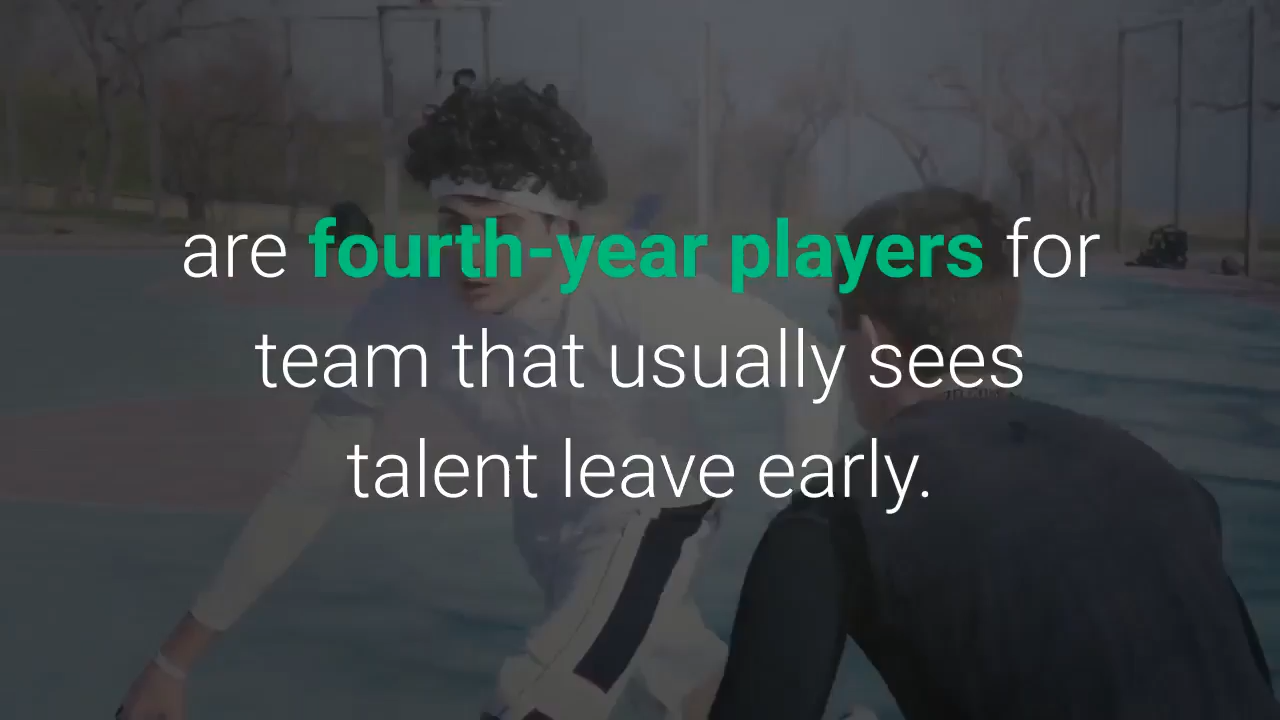 are fourth-year players for
team that usually sees
talent leave early.